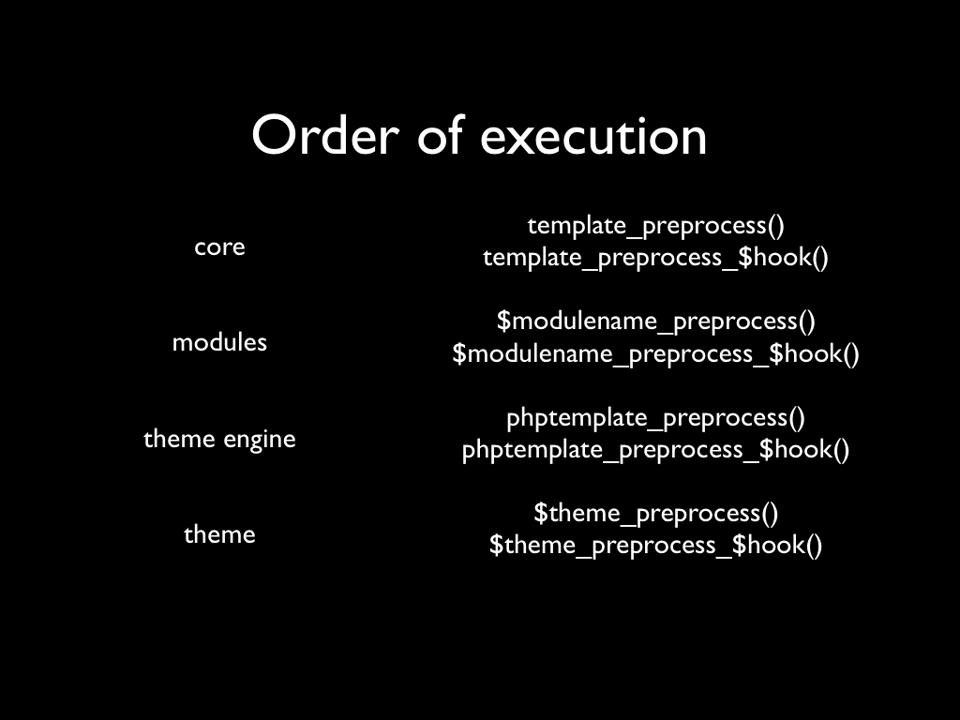 Order of execution
core
template_preprocess()
template_preprocess_$hook()
modules
$modulename_preprocess()
$modulename_preprocess_$hook()
theme engine
phptemplate_preprocess()
phptemplate_preprocess_$hook()
theme
$theme_preprocess()
$theme_preprocess_$hook()